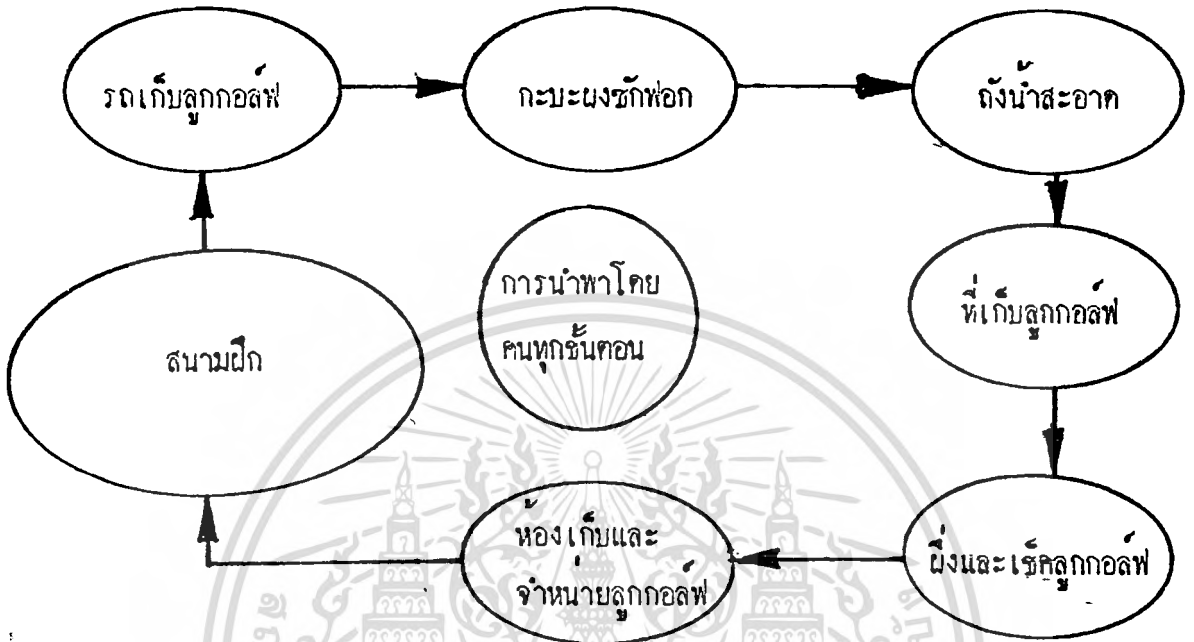 รถเก็บลูกกอล์ฟ
กะบะผงซักฟอก
ถังน้ำสะอาด
การนำพาโดย
คนทุกขั้นตอน
ที่เก็บลูกกอล์ฟ
สนามฝึก
ห้องเก็บและ
จำหน่ายลูกกอล์ฟ
ผึ่งและเช็คลูกกอล์ฟ